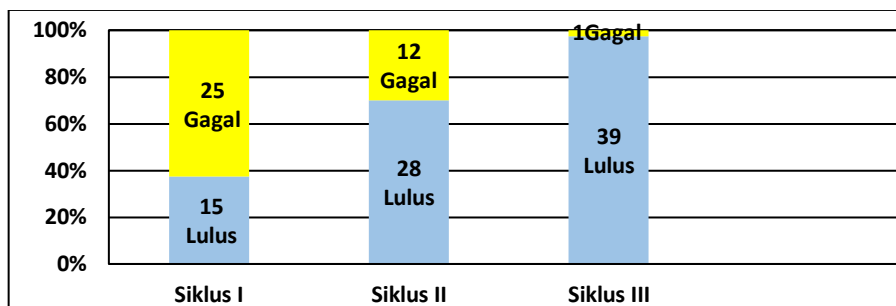 100%
80%
60%
40%
20%
0%
25
Gagal
15
Lulus
12
Gagal
28
Lulus
1Gagal
39
Lulus
Siklus I
Siklus II
Siklus III